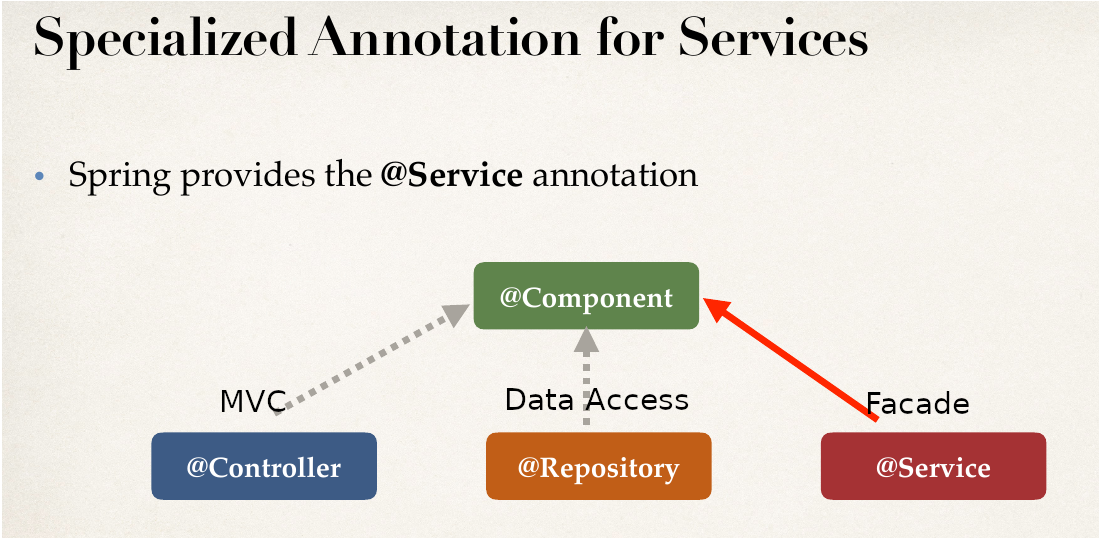 Specialized Annotation for Services
• Spring provides the @Service annotation
@Component
MVC
Data Access
Facade
@Controller
@Repository
@Service